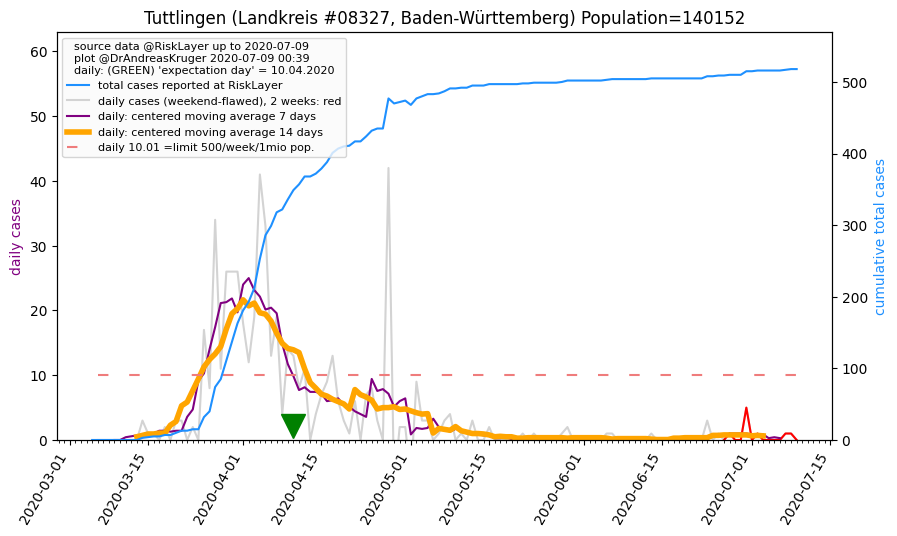 Tuttlingen (Landkreis #08327, Baden-Württemberg) Population=140152
source data @RiskLayer up to 2020-07-09
plot @DrAndreasKruger 2020-07-09 00:39
daily: (GREEN) 'expectation day' = 10.04.2020
total cases reported at RiskLayer
daily cases (weekend-flawed), 2 weeks: red
daily: centered moving average 7 days
daily: centered moving average 14 days
daily 10.01 =limit 500/week/1mio pop.
daily cases
60
50
40
30
20
10
0
cumulative total cases
500
400
300
200
100
0
2020-03-01
2020-03-15
2020-04-01
2020-04-15
2020-05-01
2020-05-15
2020-06-01
2020-06-15
2020-07-01
2020-07-15